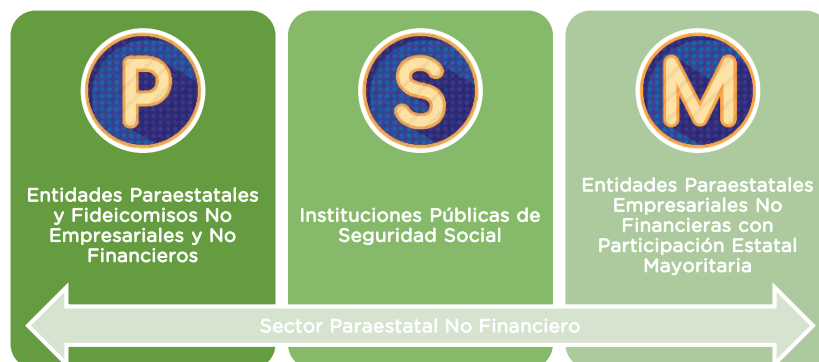 P
Entidades Paraestatales
y Fideicomisos No
Empresariales y No
Financieros
S
Instituciones Públicas de
Seguridad Social
M
Entidades Paraestatales
Empresariales No
Financieras con
Participación Estatal
Mayoritaria
Sector Paraestatal No Financiero